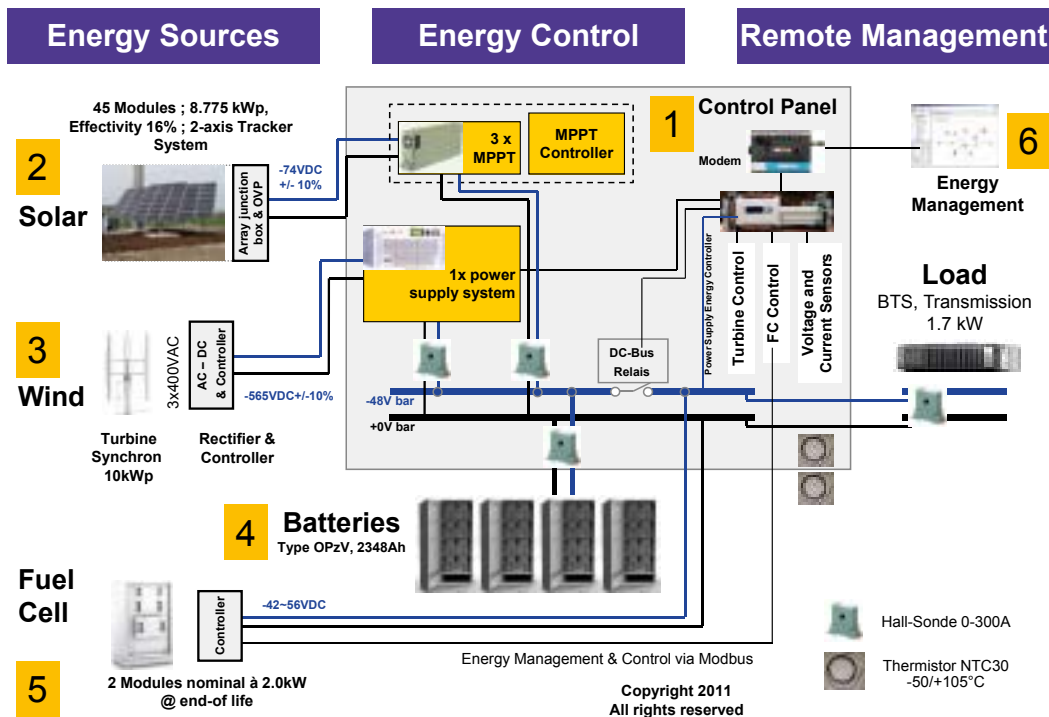 Energy Sources
Energy Control
Remote Management
45 Modules ; 8.775 kWp,
Effectivity 16% ; 2-axis Tracker
System
2
Solar
Array junction
box & OVP
-74VDC
+/- 10%
3 x
MPPT
MPPT
Controller
1
Control Panel
Modem
6
Energy
Management
1x power
supply system
Power Supply Energy Controller
Turbine Control
FC Control
Voltage and
Current Sensors
Load
BTS, Transmission
1.7 kW
3
Wind
3x400VAC
AC – DC
& Controller
-565VDC+/-10%
DC-Bus
Relais
-48V bar
+0V bar
Turbine
Synchron
10kWp
Rectifier &
Controller
4
Batteries
Type OPzV, 2348Ah
Fuel
Cell
5
Controller
-42~56VDC
2 Modules nominal à 2.0kW
@ end-of life
Energy Management & Control via Modbus
Hall-Sonde 0-300A
Thermistor NTC30
-50/+105°C
Copyright 2011
All rights reserved